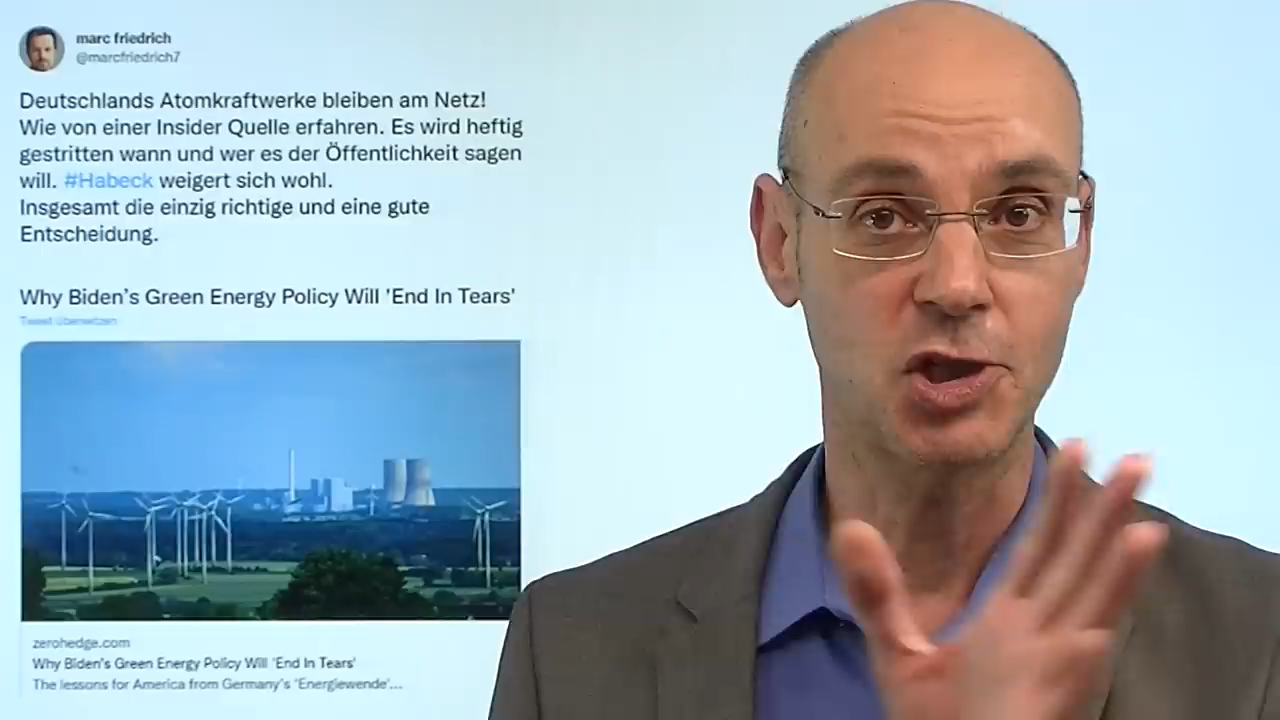 marc friedrich
@marcfriedrich7
Deutschlands Atomkraftwerke bleiben am Netz!
Wie von einer Insider Quelle erfahren. Es wird heftig
gestritten wann und wer es der Öffentlichkeit sagen
will. #Habeck weigert sich wohl.
Insgesamt die einzig richtige und eine gute
Entscheidung.
Why Biden's Green Energy Policy Will 'End In Tears'
Tweet übersetzen
zerohedge.com
Why Biden's Green Energy Policy Will 'End In Tears'
The lessons for America from Germany's 'Energiewende'...